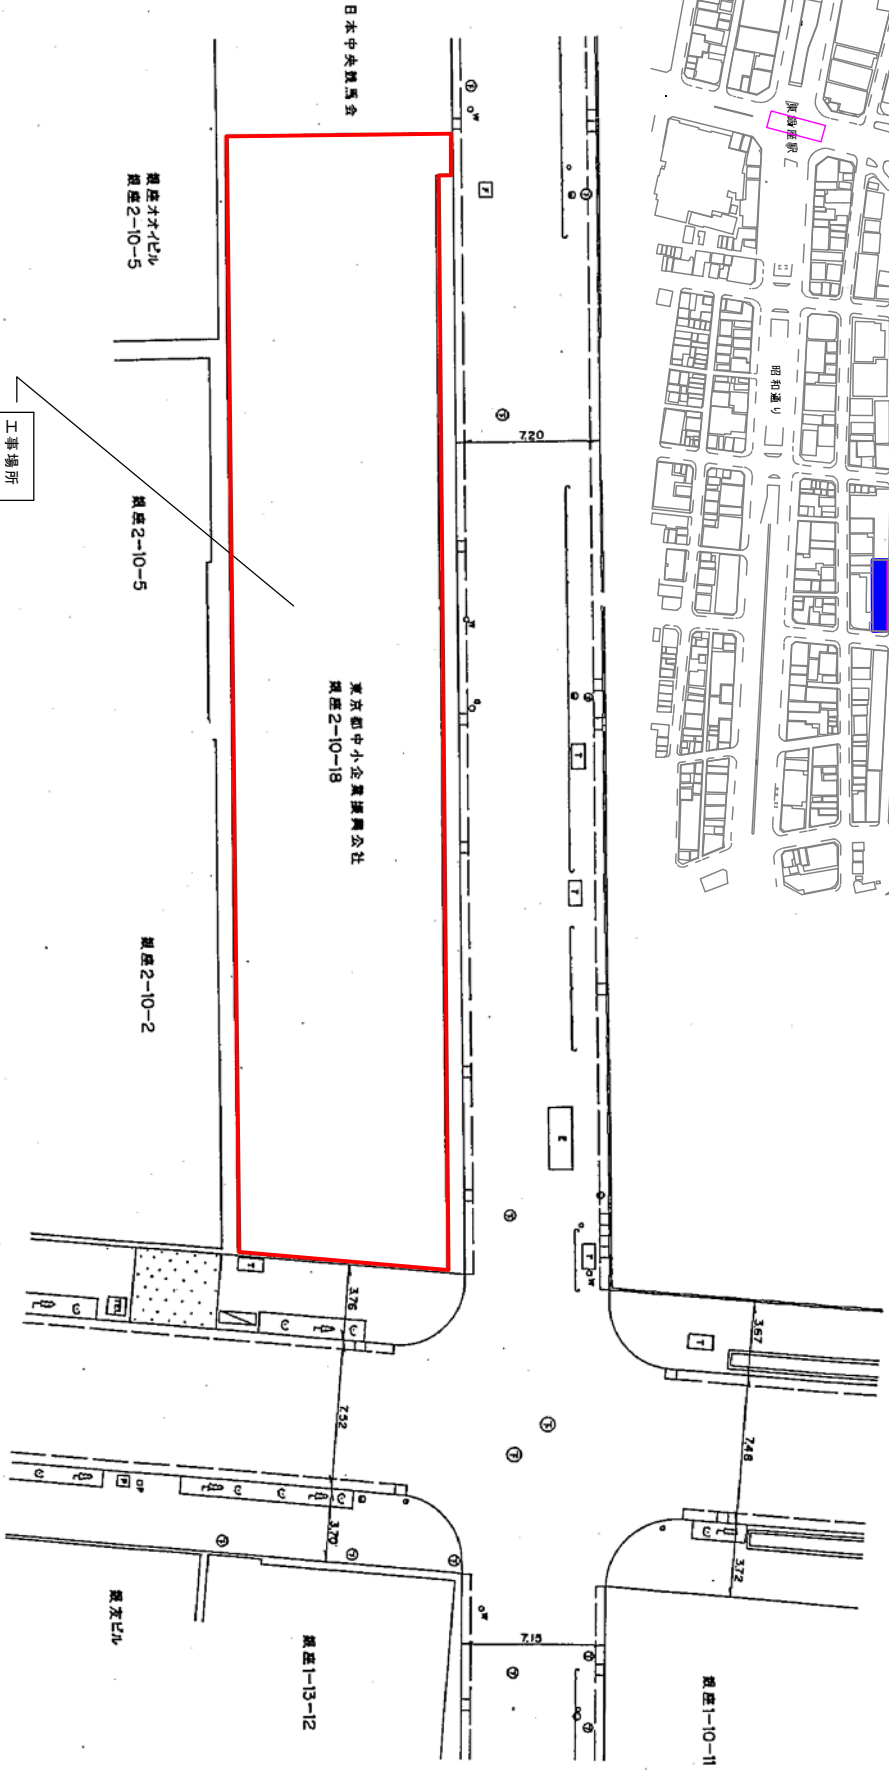 日本中央競馬会
東銀座駅
銀座オオイビル
銀座2-10-5
昭和通り
工事場所
7.20
銀座2-10-5
東京都中小企業振興公社
銀座2-10-18
銀座2-10-2
F
T
T
E
T
T
T
W
W
W
3.76
3.67
7.52
7.48
3.70
3.72
7.15
P
銀友ビル
銀座1-13-12
銀座1-10-11